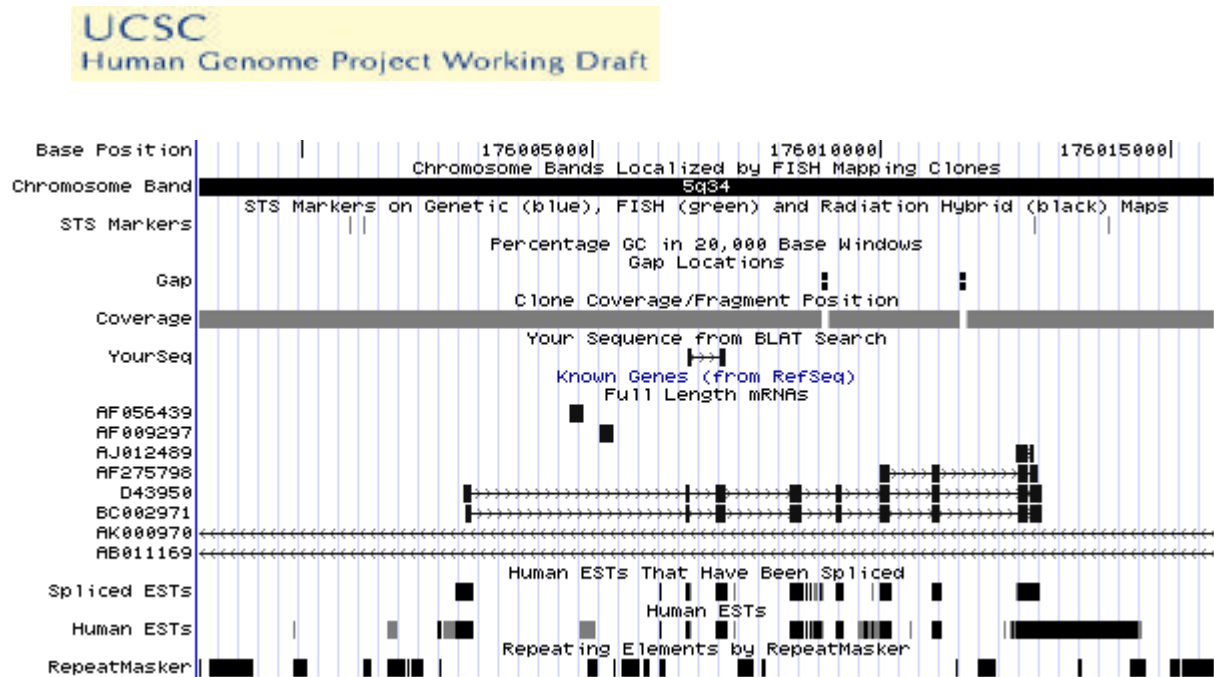 UCSC
Human Genome Project Working Draft
Base Position 176005000| 176010000| 176015000|
Chromosome Bands Localized by FISH Mapping Clones
Chromosome Band 5q34
STS Markers on Genetic (blue), FISH (green) and Radiation Hybrid (black) Maps
STS Markers
Percentage GC in 20,000 Base Windows
Gap Locations
Gap
Clone Coverage/Fragment Position
Coverage
Your Sequence from BLAT Search
YourSeq
Known Genes (from RefSeq)
Full Length mRNAs
AF056439
AF009297
AJ012489
AF275798
D43950
BC002971
AK000970
AB011169
Human ESTs That Have Been Spliced
Spliced ESTs
Human ESTs
Human ESTs
Repeating Elements by RepeatMasker
RepeatMasker